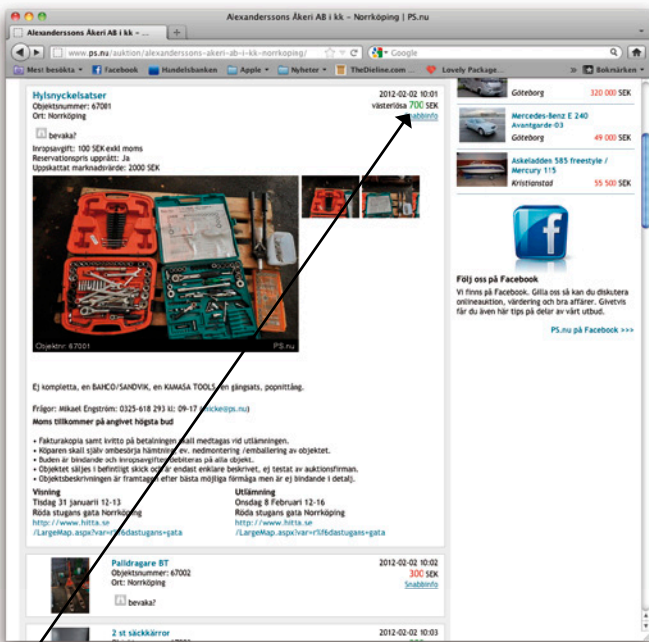 Alexanderssons Åkeri AB i kk – Norrköping | PS.nu
Alexanderssons Åkeri AB i kk – ...
www.ps.nu/auktion/alexanderssons-akeri-ab-i-kk-norrkoping/
Google
Mest besökta
Facebook
Handelsbanken
Apple
Nyheter
TheDieline.com ...
Lovely Package...
Bokmärken
Hylsnyckelsatser
Objektsnummer: 67001
Ort: Norrköping
2012-02-02 10:01
västerlösa 700 SEK
Snabbinfo
bevaka?
Inropsavgift: 100 SEK exkl moms
Reservationspris upprätt: Ja
Uppskattat marknadsvärde: 2000 SEK
Objektnr: 67001
PS.nu
Ej kompletta, en BAHCO/SANDVIK, en KAMASA TOOLS, en gängsats, popnittång.
Frågor: Mikael Engström: 0325-618 293 kl: 09-17 (micke@ps.nu)
Moms tillkommer på angivet högsta bud
• Fakturakopia samt kvitto på betalningen skall medtagas vid utlämningen.
• Köparen skall själv ombesörja hämtning, ev. nedmontering /emballering av objektet.
• Buden är bindande och inropsavgiften debiteras på alla objekt.
• Objektet säljes i befintligt skick och är endast enklare beskrivet, ej testat av auktionsfirman.
• Objektsbeskrivningen är framtagen efter bästa möjliga förmåga men är ej bindande i detalj.
Visning
Tisdag 31 januarii 12-13
Röda stugans gata Norrköping
http://www.hitta.se
/LargeMap.aspx?var=r%f6dastugans+gata
Utlämning
Onsdag 8 Februari 12-16
Röda stugans gata Norrköping
http://www.hitta.se
/LargeMap.aspx?var=r%f6dastugans+gata
Palldragare BT
Objektsnummer: 67002
Ort: Norrköping
2012-02-02 10:02
300 SEK
Snabbinfo
bevaka?
2 st säckkärror
2012-02-02 10:03
Göteborg
320 000 SEK
Mercedes-Benz E 240
Avantgarde-03
Göteborg
49 000 SEK
Askeladden 585 freestyle /
Mercury 115
Kristianstad
55 500 SEK
Följ oss på Facebook
Vi finns på Facebook. Gilla oss så kan du diskutera
onlineauktion, värdering och bra affärer. Givetvis
får du även här tips på delar av vårt utbud.
PS.nu på Facebook >>>